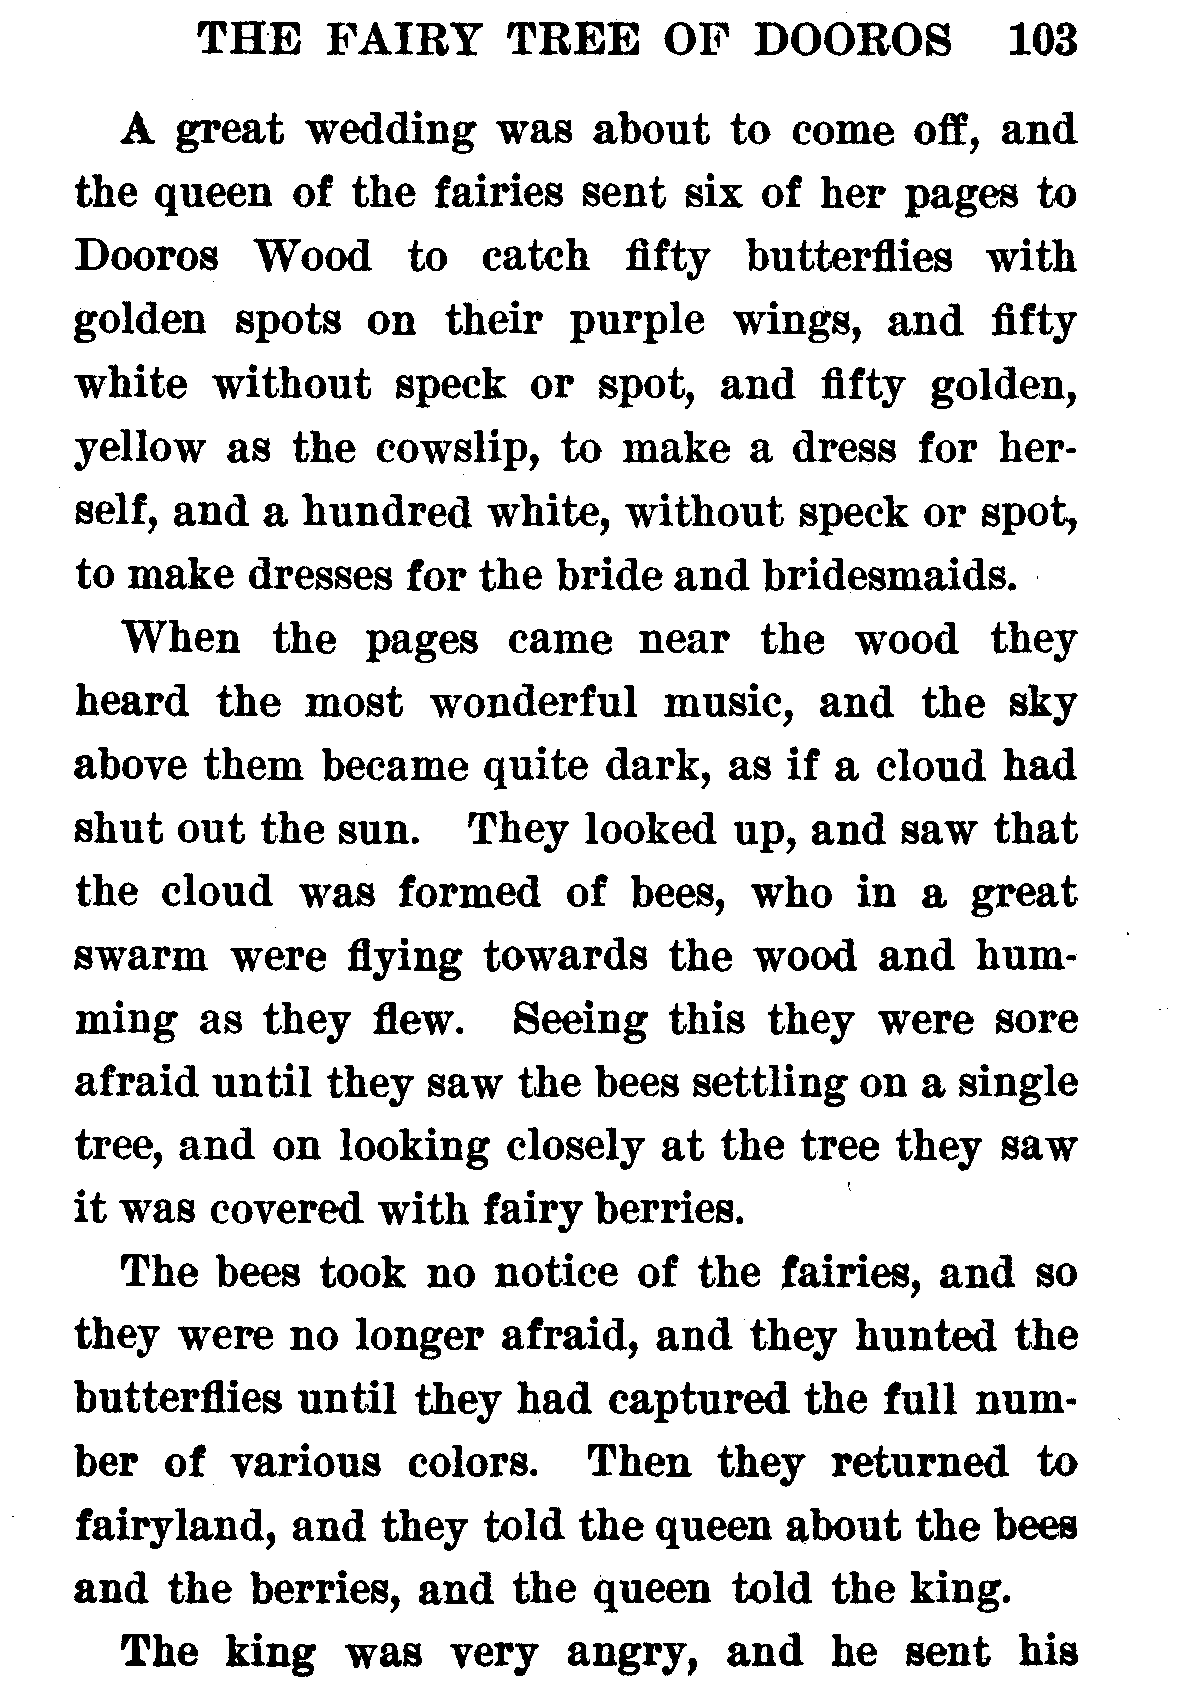 THE FAIRY TREE OF DOOROS 103
A great wedding was about to come off, and
the queen of the fairies sent six of her pages to
Dooros Wood to catch fifty butterflies with
golden spots on their purple wings, and fifty
white without speck or spot, and fifty golden,
yellow as the cowslip, to make a dress for her-
self, and a hundred white, without speck or spot,
to make dresses for the bride and bridesmaids.
When the pages came near the wood they
heard the most wonderful music, and the sky
above them became quite dark, as if a cloud had
shut out the sun. They looked up, and saw that
the cloud was formed of bees, who in a great
swarm were flying towards the wood and hum-
ming as they flew. Seeing this they were sore
afraid until they saw the bees settling on a single
tree, and on looking closely at the tree they saw
it was covered with fairy berries.
The bees took no notice of the fairies, and so
they were no longer afraid, and they hunted the
butterflies until they had captured the full num-
ber of various colors. Then they returned to
fairyland, and they told the queen about the bees
and the berries, and the queen told the king.
The king was very angry, and he sent his